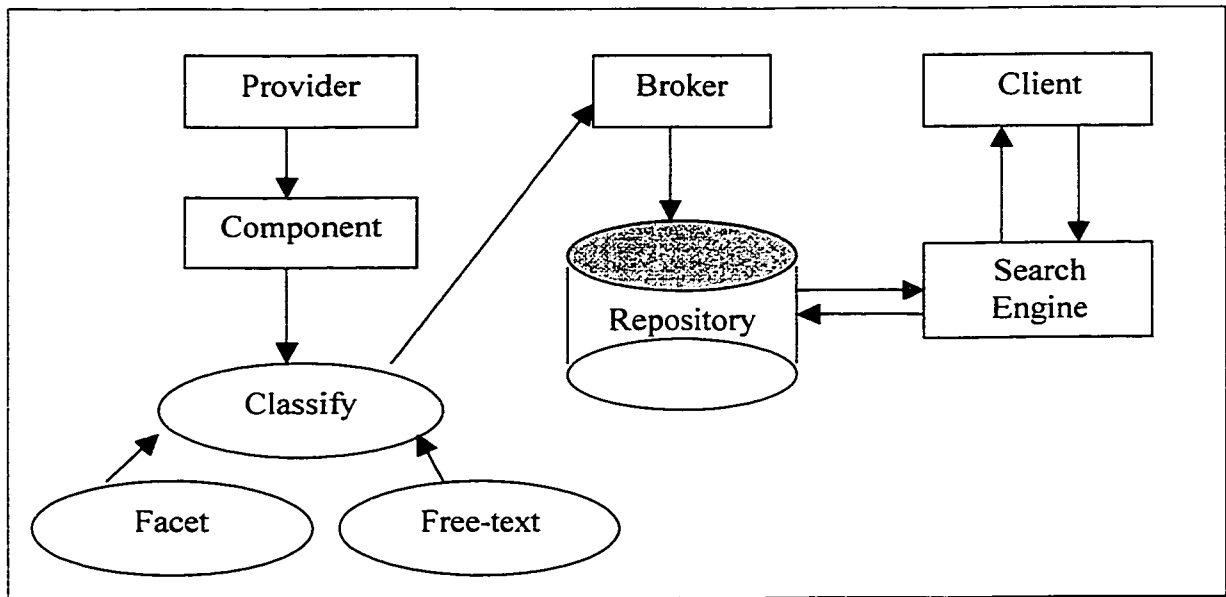 Provider
Broker
Client
Component
Search
Engine
Repository
Classify
Facet
Free-text